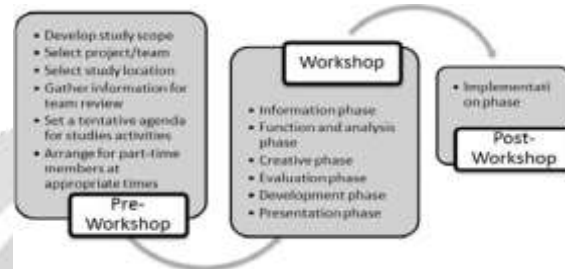 • Develop study scope
• Select project/team
• Select study location
• Gather information for
team review
• Set a tentative agenda
for studies activities
• Arrange for part-time
members at
appropriate times
Pre-
Workshop
Workshop
• Information phase
• Function and analysis
phase
• Creative phase
• Evaluation phase
• Development phase
• Presentation phase
• Implementati
on phase
Post-
Workshop